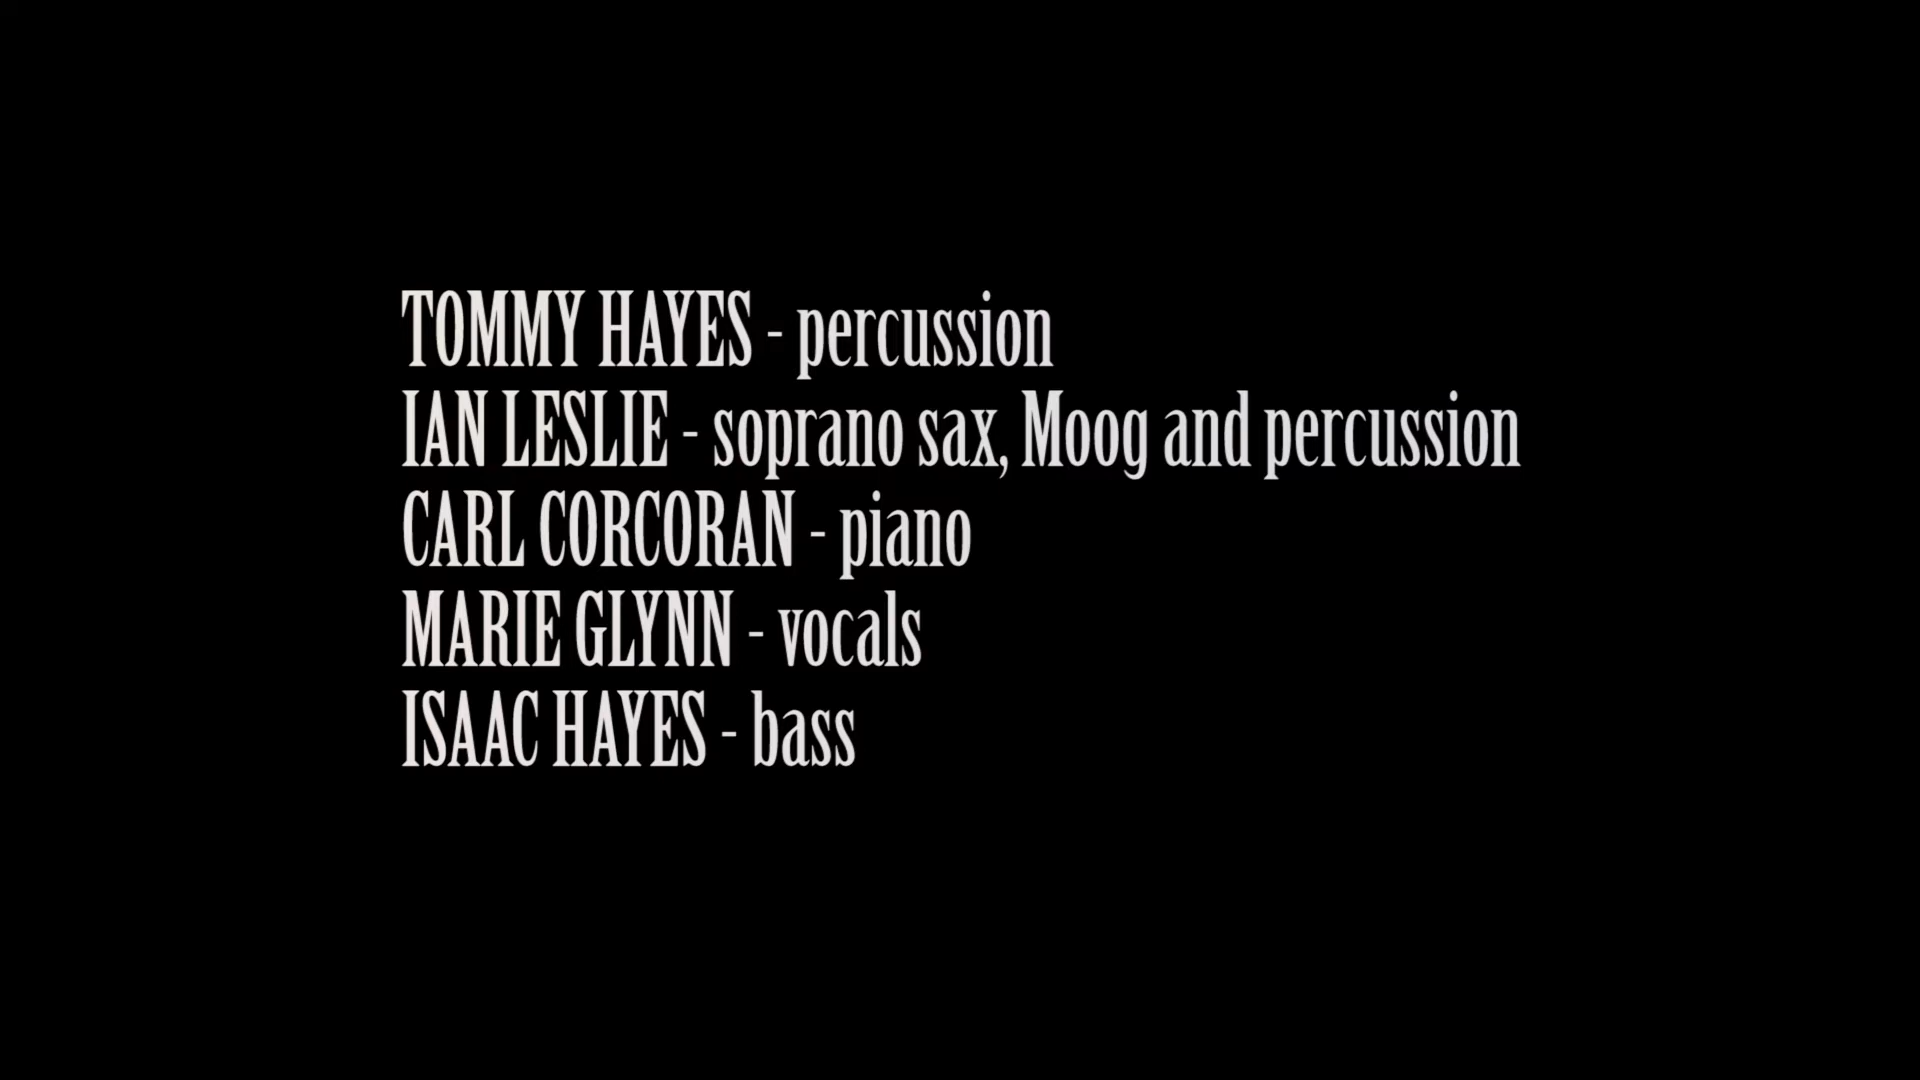 TOMMY HAYES - percussion
IAN LESLIE - soprano sax, Moog and percussion
CARL CORCORAN - piano
MARIE GLYNN - vocals
ISAAC HAYES - bass